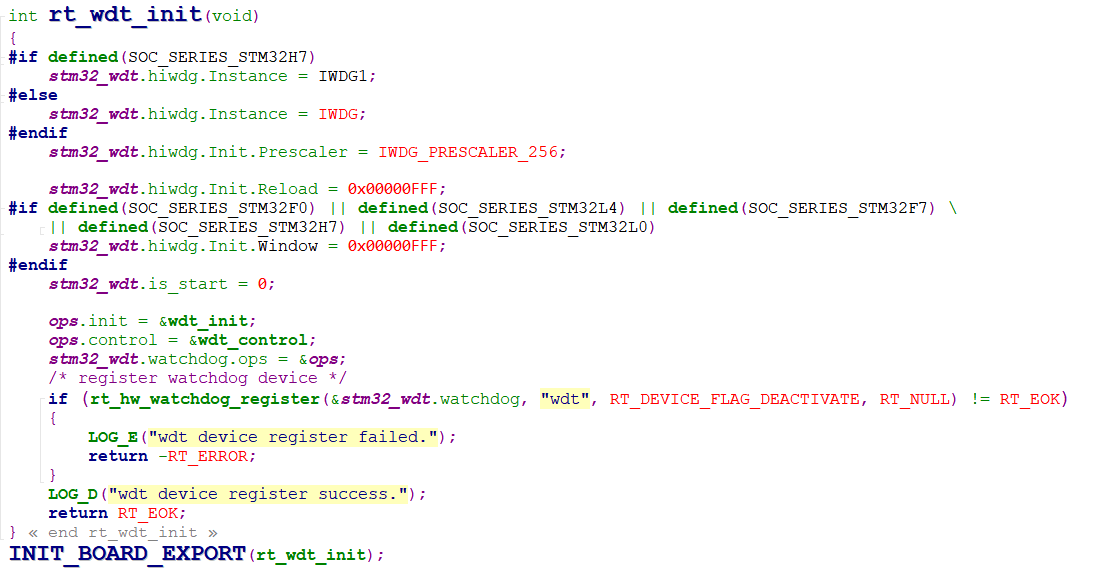 int rt_wdt_init(void)
{
#if defined(SOC_SERIES_STM32H7)
    stm32_wdt.hiwdg.Instance = IWDG1;
#else
    stm32_wdt.hiwdg.Instance = IWDG;
#endif
    stm32_wdt.hiwdg.Init.Prescaler = IWDG_PRESCALER_256;

    stm32_wdt.hiwdg.Init.Reload = 0x00000FFF;
#if defined(SOC_SERIES_STM32F0) || defined(SOC_SERIES_STM32L4) || defined(SOC_SERIES_STM32F7) \
    || defined(SOC_SERIES_STM32H7) || defined(SOC_SERIES_STM32L0)
    stm32_wdt.hiwdg.Init.Window = 0x00000FFF;
#endif
    stm32_wdt.is_start = 0;

    ops.init = &wdt_init;
    ops.control = &wdt_control;
    stm32_wdt.watchdog.ops = &ops;
    /* register watchdog device */
    if (rt_hw_watchdog_register(&stm32_wdt.watchdog, "wdt", RT_DEVICE_FLAG_DEACTIVATE, RT_NULL) != RT_EOK)
    {
        LOG_E("wdt device register failed.");
        return -RT_ERROR;
    }
    LOG_D("wdt device register success.");
    return RT_EOK;
} « end rt_wdt_init »
INIT_BOARD_EXPORT(rt_wdt_init);